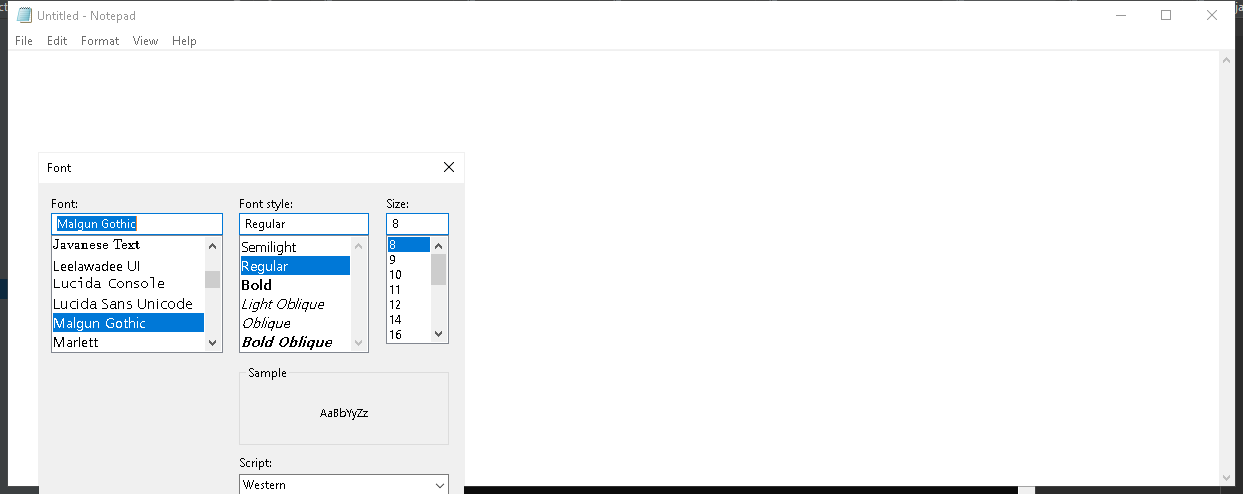 Untitled - Notepad
File Edit Format View Help
Font
Font: Font style: Size:
Malgun Gothic Regular 8
Javanese Text
Leelawadee UI
Lucida Console
Lucida Sans Unicode
Malgun Gothic
Marlett
Semilight
Regular
Bold
Light Oblique
Oblique
Bold Oblique
8
9
10
11
12
14
16
Sample
AaBbYyZz
Script:
Western